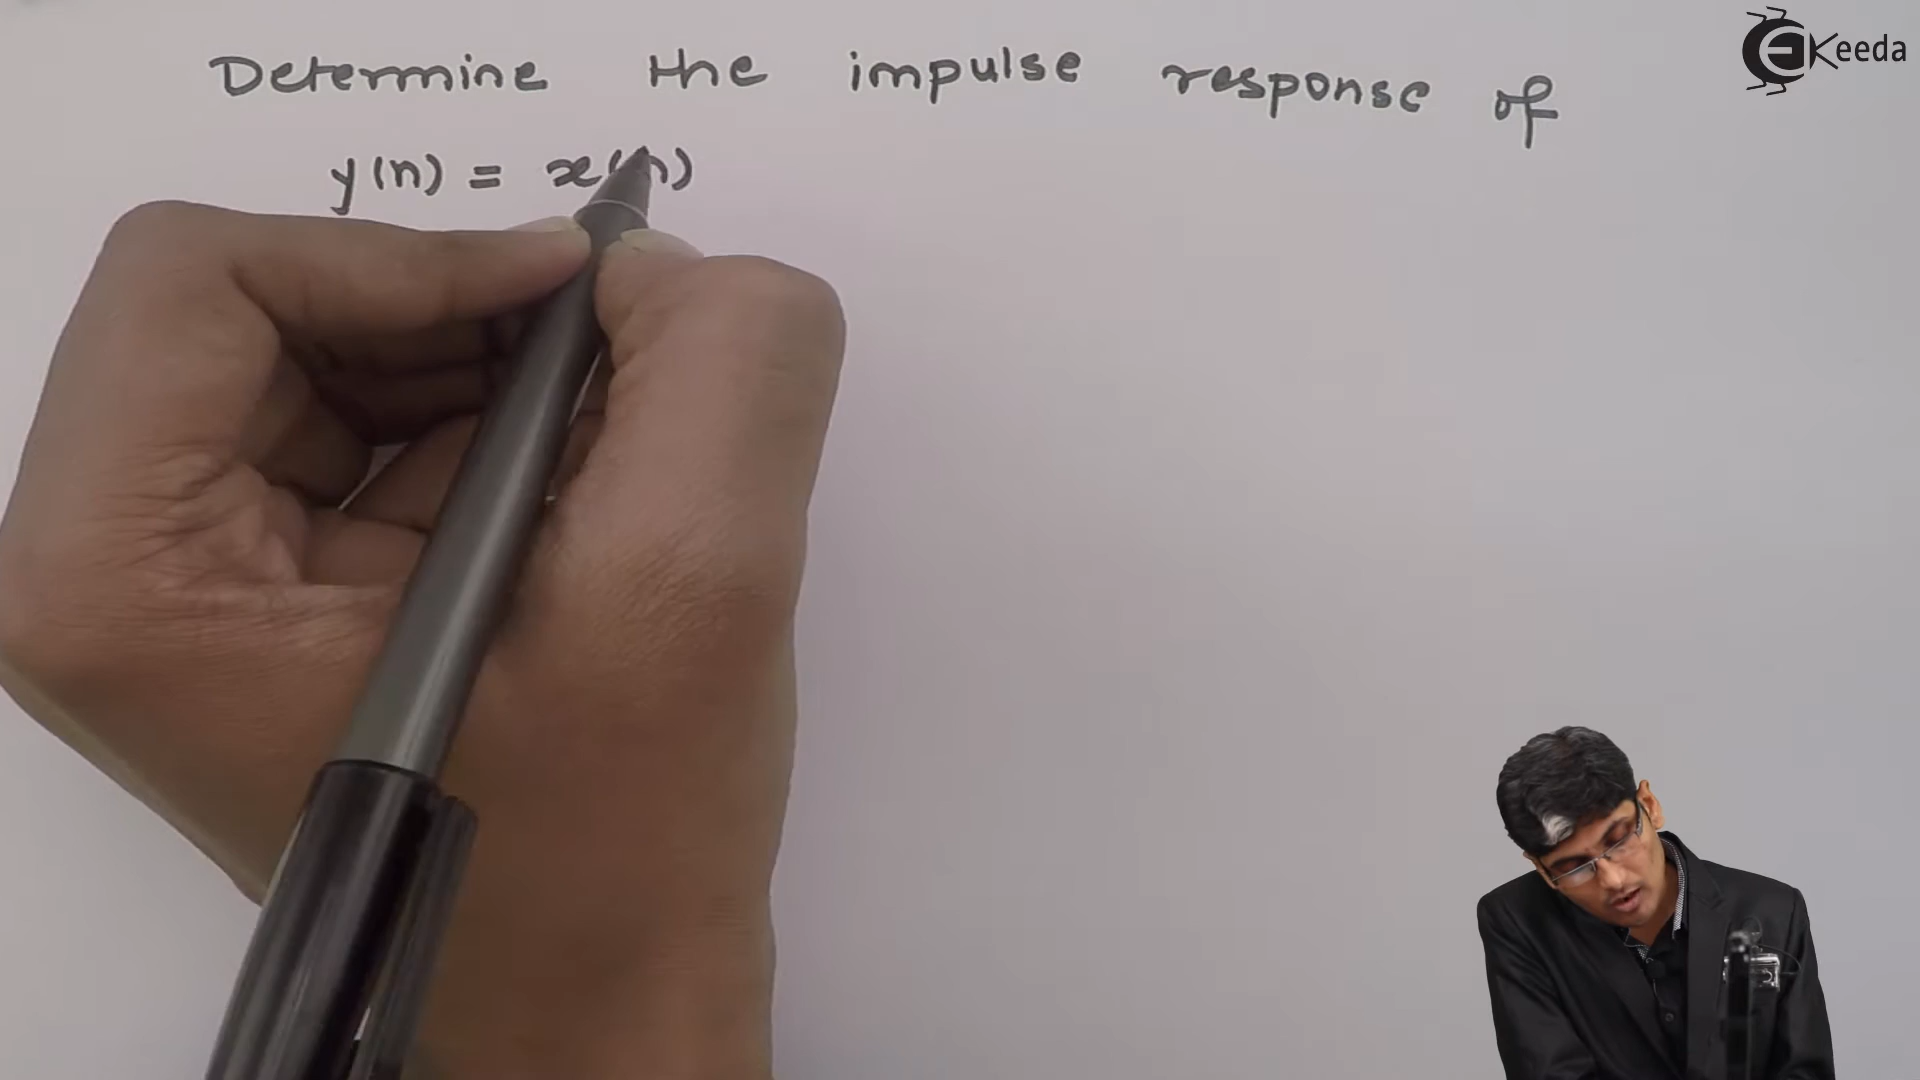 Determine the impulse response of
y(n) = x(n)
EKeeda